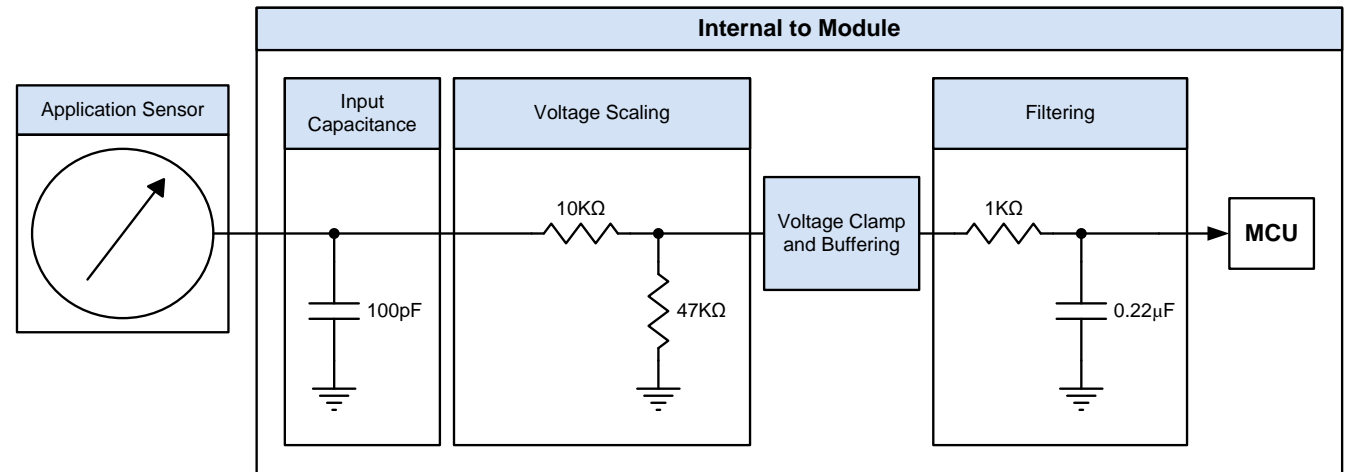 Internal to Module
Application Sensor
Input
Capacitance
Voltage Scaling
Filtering
10KΩ
1KΩ
Voltage Clamp
and Buffering
MCU
100pF
47KΩ
0.22μF